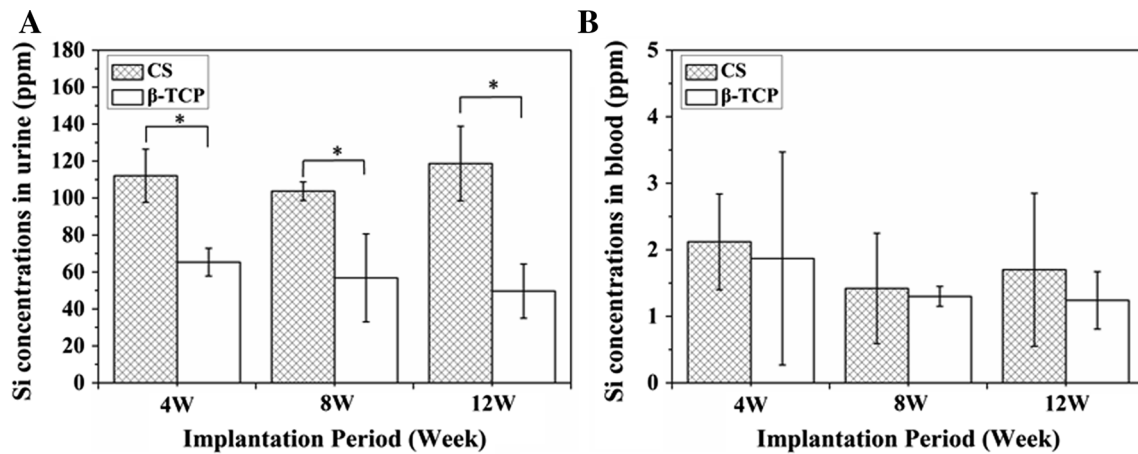 A
Si concentrations in urine (ppm)
180
160
140
120
100
80
60
40
20
0
CS
β-TCP
*
*
*
4W
8W
12W
Implantation Period (Week)
B
Si concentrations in blood (ppm)
5
4
3
2
1
0
CS
β-TCP
4W
8W
12W
Implantation Period (Week)